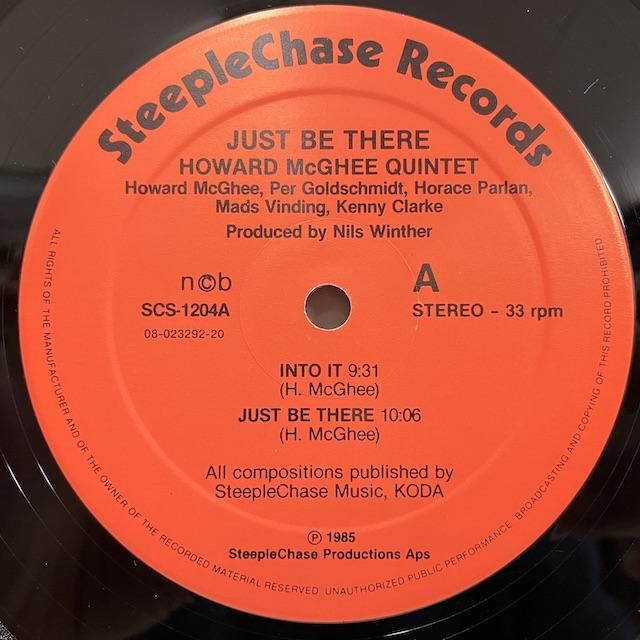 SteepleChase Records
JUST BE THERE
HOWARD McGHEE QUINTET
Howard McGhee, Per Goldschmidt, Horace Parlan,
Mads Vinding, Kenny Clarke
Produced by Nils Winther
n©b
A
SCS-1204A
STEREO - 33 rpm
08-023292-20
INTO IT 9:31
(H. McGhee)
JUST BE THERE 10:06
(H. McGhee)
All compositions published by
SteepleChase Music, KODA
℗ 1985
SteepleChase Productions Aps
ALL RIGHTS OF THE MANUFACTURER AND OF THE OWNER OF THE RECORDED MATERIAL RESERVED UNAUTHORIZED PUBLIC PERFORMANCE BROADCASTING AND COPYING OF THIS RECORD PROHIBITED